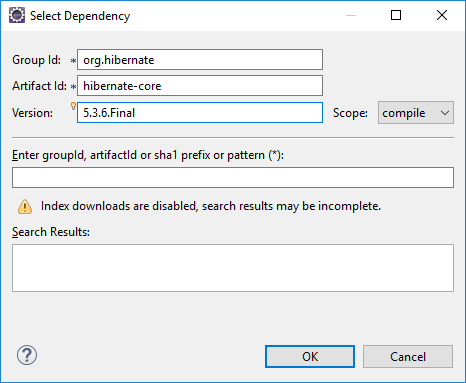 Select Dependency
Group Id: * org.hibernate
Artifact Id: * hibernate-core
Version: 5.3.6.Final Scope: compile
Enter groupId, artifactId or sha1 prefix or pattern (*):
Index downloads are disabled, search results may be incomplete.
Search Results:
OK Cancel